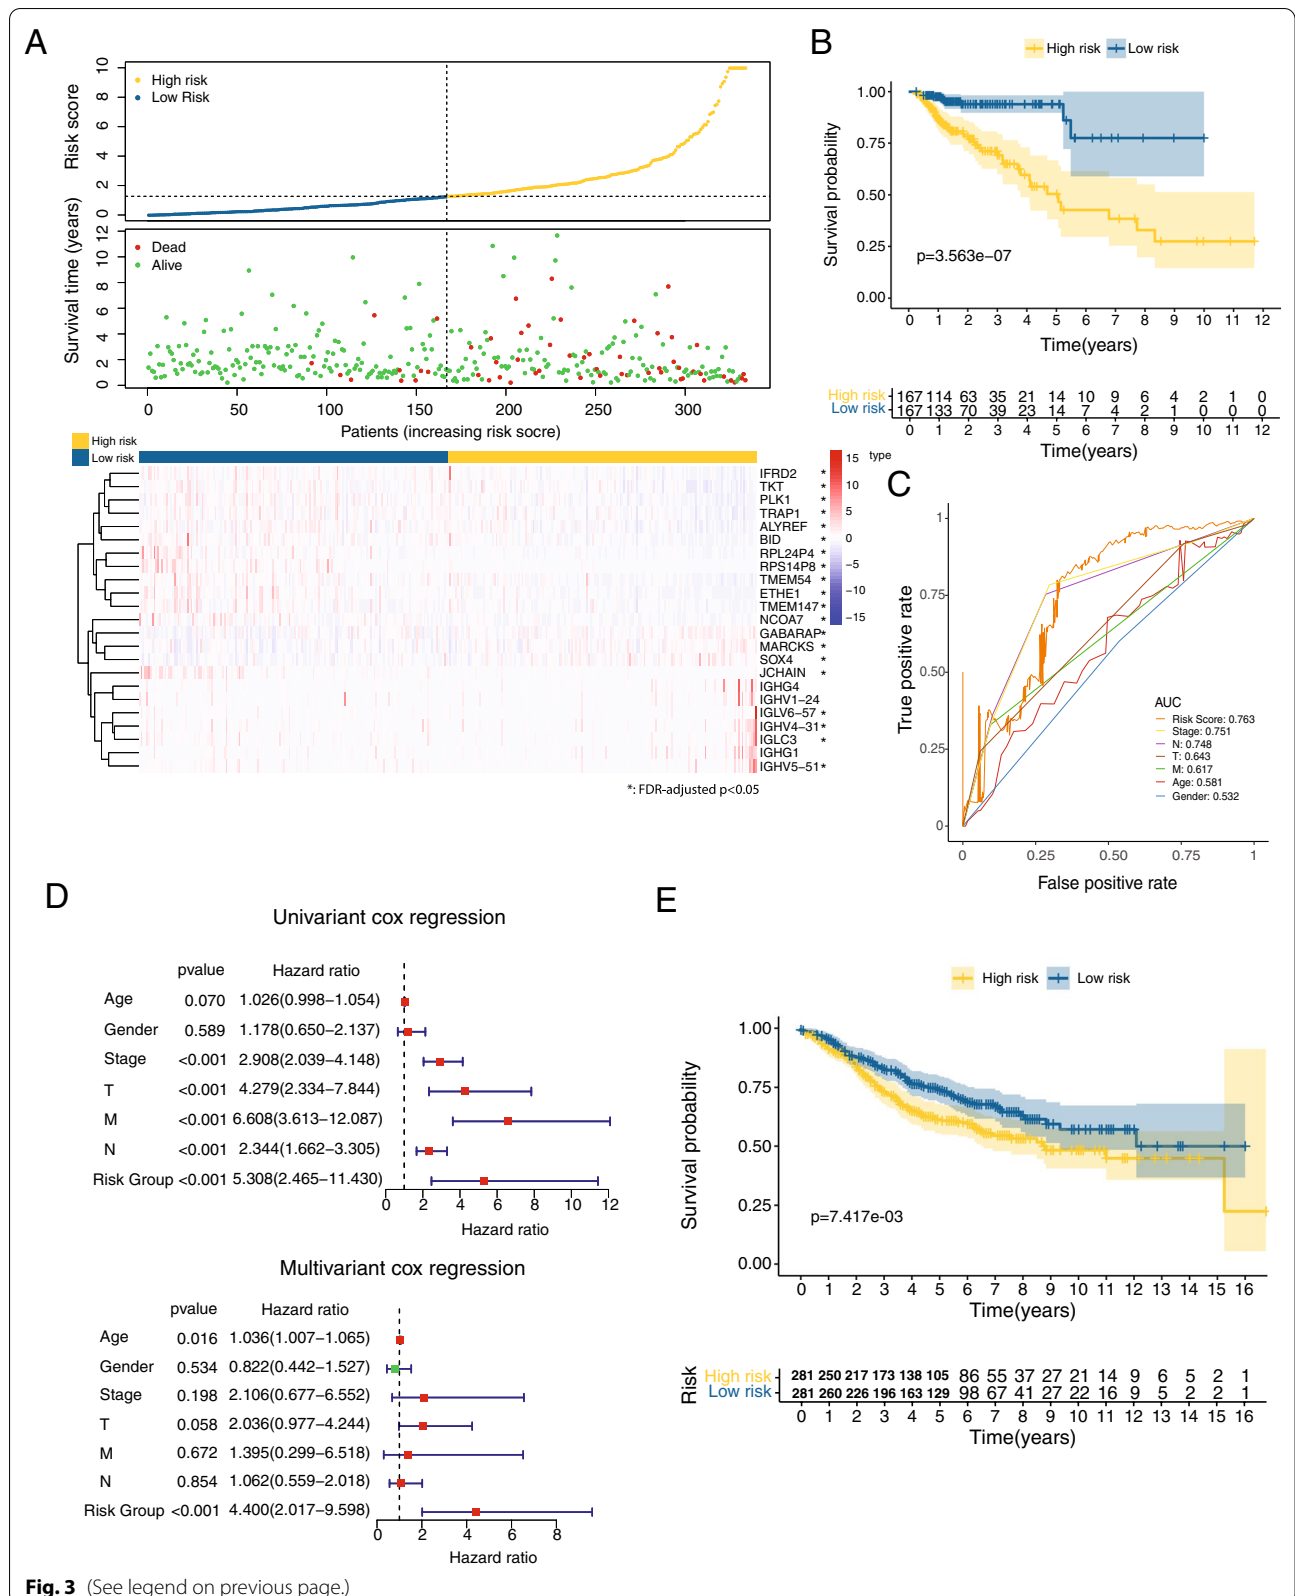 A
Risk score
10
8
6
4
2
0
High risk
Low Risk
Survival time (years)
12
10
8
6
4
2
0
Dead
Alive
0 50 100 150 200 250 300
Patients (increasing risk socre)
High risk
Low risk
IFRD2 *
TKT *
PLK1 *
TRAP1 *
ALYREF *
BID *
RPL24P4 *
RPS14P8 *
TMEM54 *
ETHE1 *
TMEM147 *
NCOA7 *
GABARAP *
MARCKS *
SOX4 *
JCHAIN *
IGHG4
IGHV1−24
IGLV6−57 *
IGHV4−31 *
IGLC3 *
IGHG1
IGHV5−51 *
15 type
10
5
0
−5
−10
−15
*: FDR-adjusted p<0.05
B
High risk Low risk
Survival probability
1.00
0.75
0.50
0.25
0.00
p=3.563e−07
0 1 2 3 4 5 6 7 8 9 10 11 12
Time(years)
High risk 167 114 63 35 21 14 10 9 6 4 2 1 0
Low risk 167 133 70 39 23 14 7 4 2 1 0 0 0
0 1 2 3 4 5 6 7 8 9 10 11 12
Time(years)
C
True positive rate
1
0.75
0.50
0.25
0
AUC
Risk Score: 0.763
Stage: 0.751
N: 0.748
T: 0.643
M: 0.617
Age: 0.581
Gender: 0.532
0 0.25 0.50 0.75 1
False positive rate
D
Univariant cox regression
pvalue Hazard ratio
Age 0.070 1.026(0.998−1.054)
Gender 0.589 1.178(0.650−2.137)
Stage <0.001 2.908(2.039−4.148)
T <0.001 4.279(2.334−7.844)
M <0.001 6.608(3.613−12.087)
N <0.001 2.344(1.662−3.305)
Risk Group <0.001 5.308(2.465−11.430)
0 2 4 6 8 10 12
Hazard ratio
Multivariant cox regression
pvalue Hazard ratio
Age 0.016 1.036(1.007−1.065)
Gender 0.534 0.822(0.442−1.527)
Stage 0.198 2.106(0.677−6.552)
T 0.058 2.036(0.977−4.244)
M 0.672 1.395(0.299−6.518)
N 0.854 1.062(0.559−2.018)
Risk Group <0.001 4.400(2.017−9.598)
0 2 4 6 8
Hazard ratio
E
High risk Low risk
Survival probability
1.00
0.75
0.50
0.25
0.00
p=7.417e-03
0 1 2 3 4 5 6 7 8 9 10 11 12 13 14 15 16
Time(years)
Risk
High risk 281 250 217 173 138 105 86 55 37 27 21 14 9 6 5 2 1
Low risk 281 260 226 196 163 129 98 67 41 27 22 16 9 5 2 2 1
0 1 2 3 4 5 6 7 8 9 10 11 12 13 14 15 16
Time(years)
Fig. 3 (See legend on previous page.)